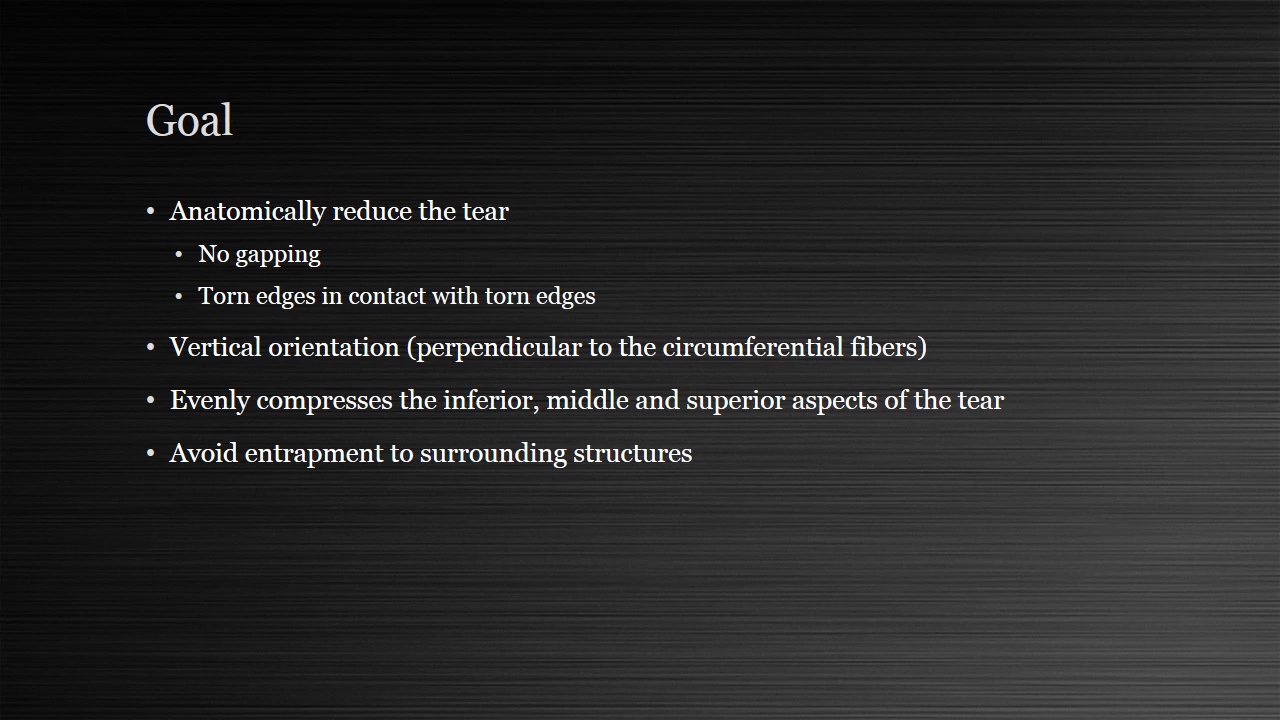 Goal
• Anatomically reduce the tear
• No gapping
• Torn edges in contact with torn edges
• Vertical orientation (perpendicular to the circumferential fibers)
• Evenly compresses the inferior, middle and superior aspects of the tear
• Avoid entrapment to surrounding structures